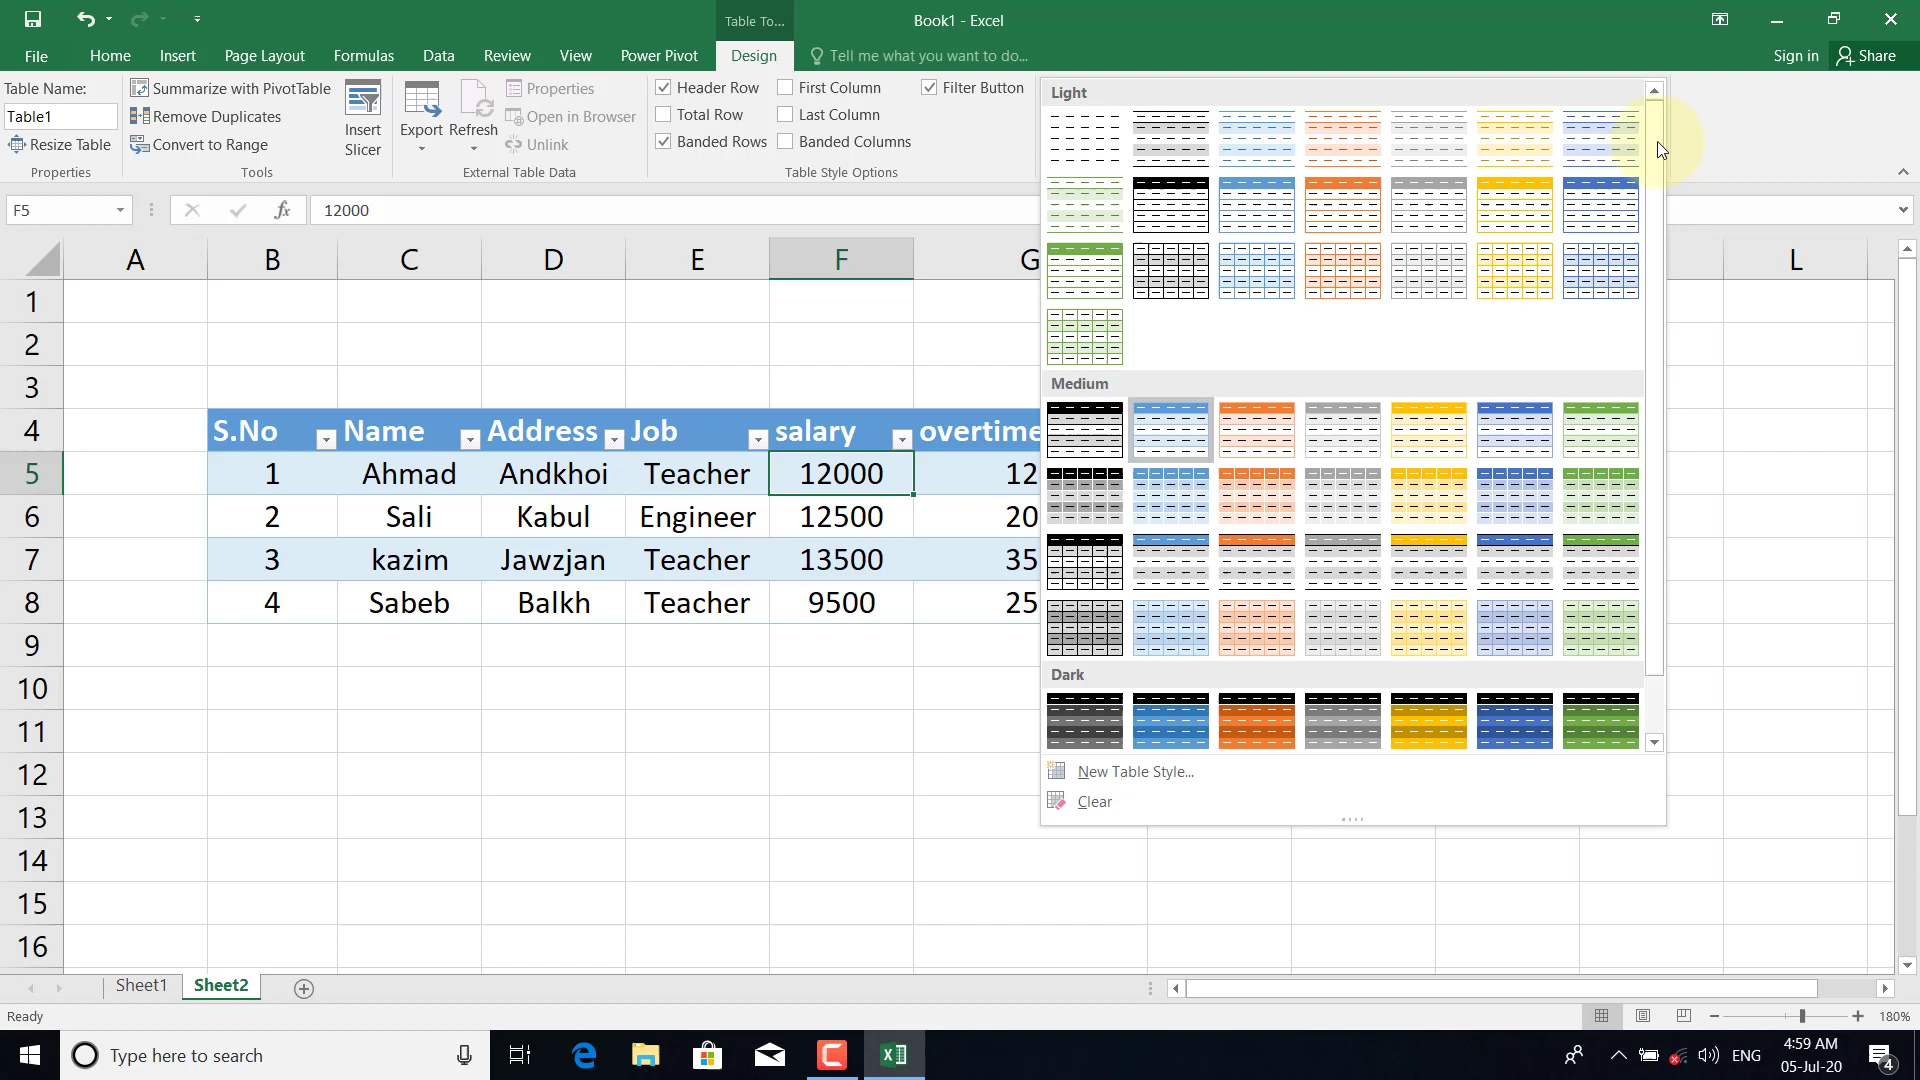 Table To...
Book1 - Excel
File
Home
Insert
Page Layout
Formulas
Data
Review
View
Power Pivot
Design
Tell me what you want to do...
Sign in
Share
Table Name:
Table1
Resize Table
Properties
Summarize with PivotTable
Remove Duplicates
Convert to Range
Tools
Insert
Slicer
Export
Refresh
Properties
Open in Browser
Unlink
External Table Data
Header Row
First Column
Filter Button
Total Row
Last Column
Banded Rows
Banded Columns
Table Style Options
F5
fx
12000
Light
Medium
Dark
New Table Style...
Clear
A B C D E F G L
1
2
3
4 S.No Name Address Job salary overtime
5 1 Ahmad Andkhoi Teacher 12000 12
6 2 Sali Kabul Engineer 12500 20
7 3 kazim Jawzjan Teacher 13500 35
8 4 Sabeb Balkh Teacher 9500 25
9
10
11
12
13
14
15
16
Sheet1
Sheet2
Ready
180%
Type here to search
ENG
4:59 AM
05-Jul-20
4